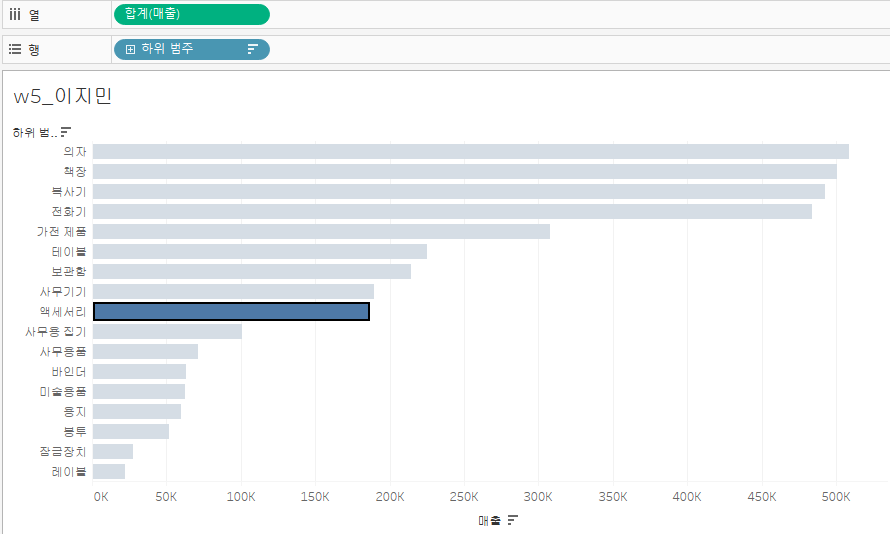 열 합계(매출)
행 하위 범주
w5_이지민
하위 범..
의자
책장
복사기
전화기
가전 제품
테이블
보관함
사무기기
액세서리
사무용 집기
사무용품
바인더
미술용품
용지
봉투
잠금장치
레이블
0K 50K 100K 150K 200K 250K 300K 350K 400K 450K 500K
매출